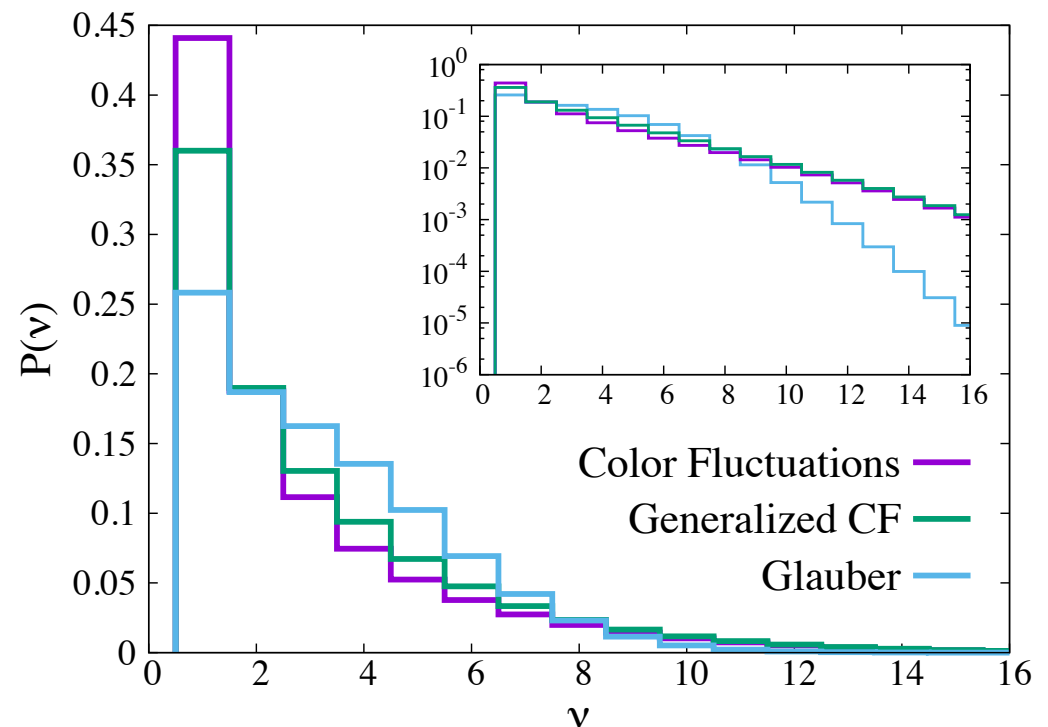 0.45
0.4
0.35
0.3
0.25
0.2
0.15
0.1
0.05
0
P(ν)
0 2 4 6 8 10 12 14 16
ν
10^0
10^-1
10^-2
10^-3
10^-4
10^-5
10^-6
0 2 4 6 8 10 12 14 16
Color Fluctuations
Generalized CF
Glauber